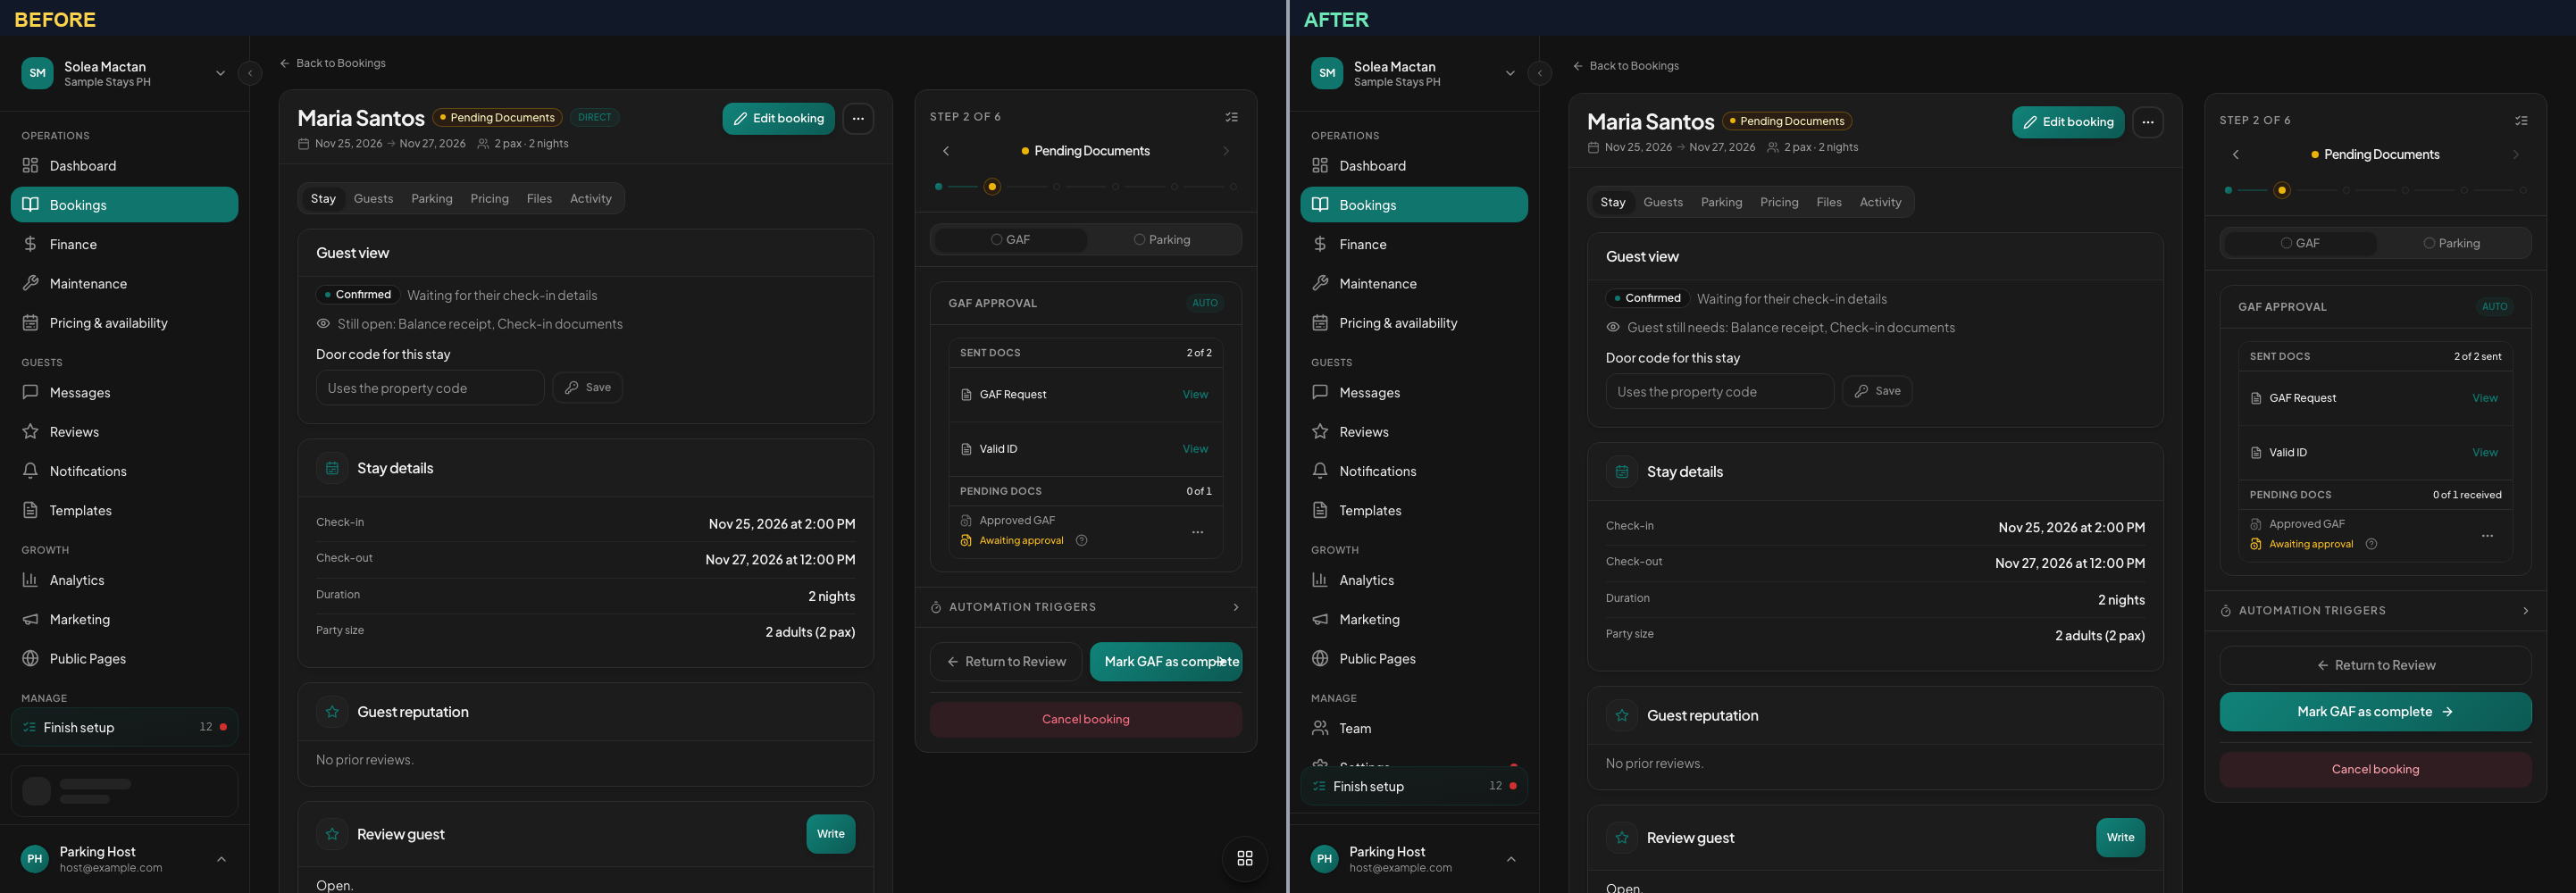 BEFORE
SM
Solea Mactan
Sample Stays PH
OPERATIONS
Dashboard
Bookings
Finance
Maintenance
Pricing & availability
GUESTS
Messages
Reviews
Notifications
Templates
GROWTH
Analytics
Marketing
Public Pages
MANAGE
Finish setup 12
PH
Parking Host
host@example.com
Back to Bookings
Maria Santos Pending Documents DIRECT
Edit booking
Nov 25, 2026 → Nov 27, 2026 2 pax · 2 nights
Stay Guests Parking Pricing Files Activity
Guest view
Confirmed Waiting for their check-in details
Still open: Balance receipt, Check-in documents
Door code for this stay
Uses the property code Save
Stay details
Check-in Nov 25, 2026 at 2:00 PM
Check-out Nov 27, 2026 at 12:00 PM
Duration 2 nights
Party size 2 adults (2 pax)
Guest reputation
No prior reviews.
Review guest Write
Open.
STEP 2 OF 6
Pending Documents
GAF Parking
GAF APPROVAL AUTO
SENT DOCS 2 of 2
GAF Request View
Valid ID View
PENDING DOCS 0 of 1
Approved GAF
Awaiting approval
AUTOMATION TRIGGERS
Return to Review Mark GAF as complete
Cancel booking
AFTER
SM
Solea Mactan
Sample Stays PH
OPERATIONS
Dashboard
Bookings
Finance
Maintenance
Pricing & availability
GUESTS
Messages
Reviews
Notifications
Templates
GROWTH
Analytics
Marketing
Public Pages
MANAGE
Team
Settings
Finish setup 12
PH
Parking Host
host@example.com
Back to Bookings
Maria Santos Pending Documents
Edit booking
Nov 25, 2026 → Nov 27, 2026 2 pax · 2 nights
Stay Guests Parking Pricing Files Activity
Guest view
Confirmed Waiting for their check-in details
Guest still needs: Balance receipt, Check-in documents
Door code for this stay
Uses the property code Save
Stay details
Check-in Nov 25, 2026 at 2:00 PM
Check-out Nov 27, 2026 at 12:00 PM
Duration 2 nights
Party size 2 adults (2 pax)
Guest reputation
No prior reviews.
Review guest Write
Open.
STEP 2 OF 6
Pending Documents
GAF Parking
GAF APPROVAL AUTO
SENT DOCS 2 of 2 sent
GAF Request View
Valid ID View
PENDING DOCS 0 of 1 received
Approved GAF
Awaiting approval
AUTOMATION TRIGGERS
Return to Review
Mark GAF as complete
Cancel booking